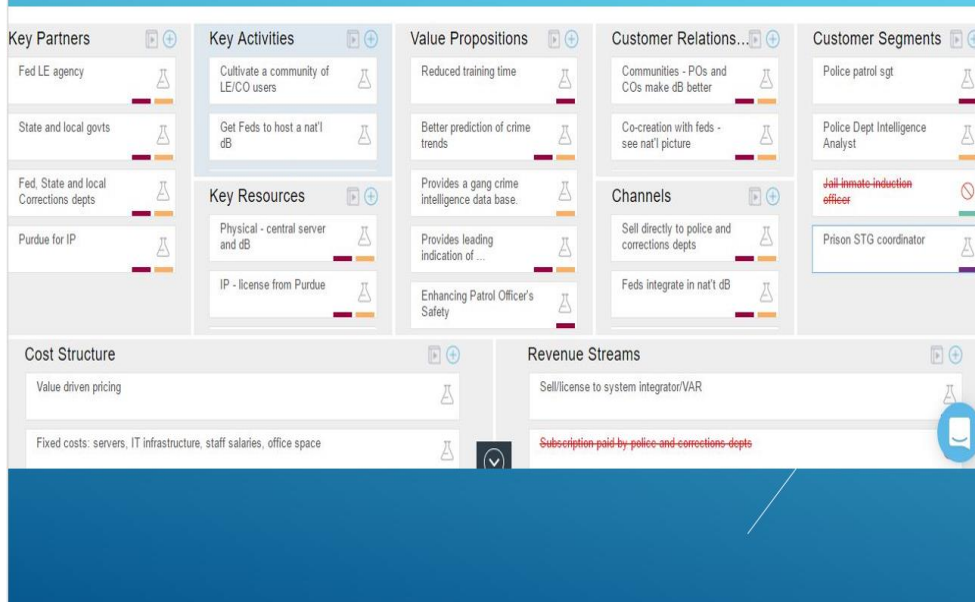 Key Partners
Fed LE agency
State and local govts
Fed, State and local
Corrections depts
Purdue for IP
Key Activities
Cultivate a community of
LE/CO users
Get Feds to host a nat'l
dB
Key Resources
Physical - central server
and dB
IP - license from Purdue
Value Propositions
Reduced training time
Better prediction of crime
trends
Provides a gang crime
intelligence data base.
Provides leading
indication of ...
Enhancing Patrol Officer's
Safety
Customer Relations...
Communities - POs and
COs make dB better
Co-creation with feds -
see nat'l picture
Channels
Sell directly to police and
corrections depts
Feds integrate in nat't dB
Customer Segments
Police patrol sgt
Police Dept Intelligence
Analyst
Jail inmate induction
officer
Prison STG coordinator
Cost Structure
Value driven pricing
Fixed costs: servers, IT infrastructure, staff salaries, office space
Revenue Streams
Sell/license to system integrator/VAR
Subscription paid by police and corrections depts